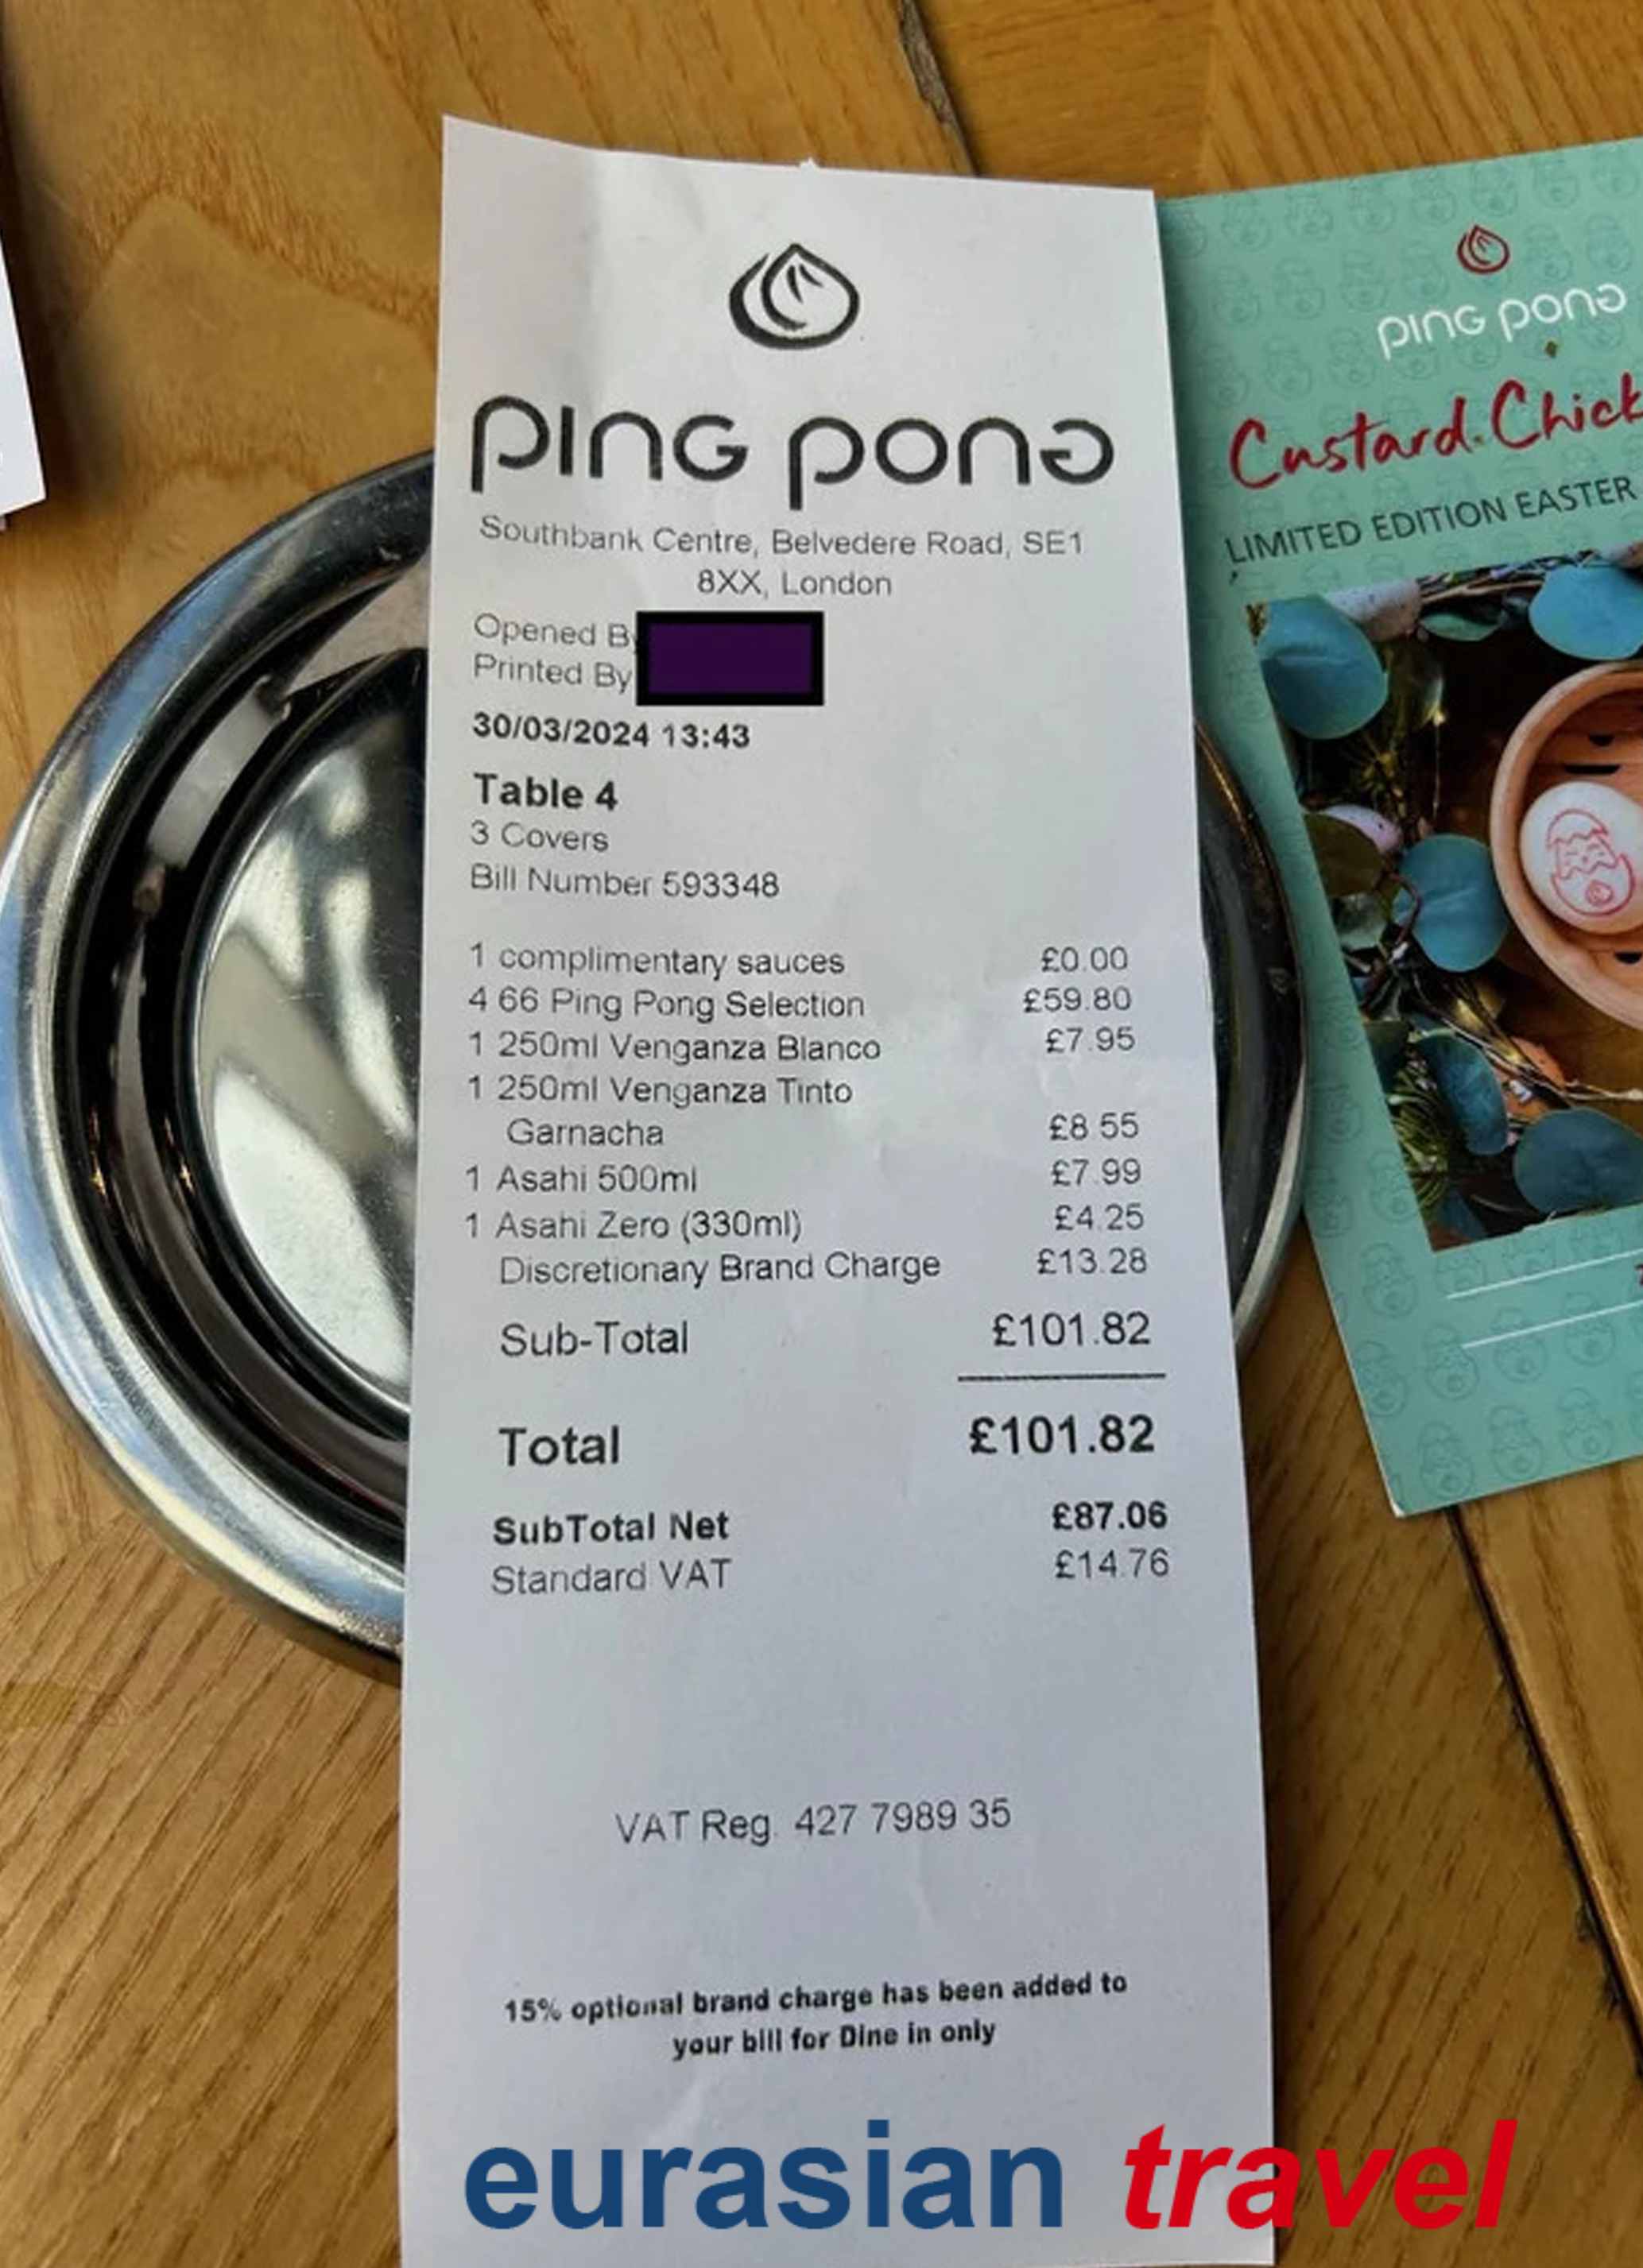 ping pong
Southbank Centre, Belvedere Road, SE1
8XX, London
Opened By
Printed By
30/03/2024 13:43
Table 4
3 Covers
Bill Number 593348
1 complimentary sauces £0.00
4 66 Ping Pong Selection £59.80
1 250ml Venganza Blanco £7.95
1 250ml Venganza Tinto
Garnacha £8.55
1 Asahi 500ml £7.99
1 Asahi Zero (330ml) £4.25
Discretionary Brand Charge £13.28
Sub-Total £101.82
Total £101.82
SubTotal Net £87.06
Standard VAT £14.76
VAT Reg. 427 7989 35
15% optional brand charge has been added to
your bill for Dine in only
ping pong
Custard Chick
LIMITED EDITION EASTER
eurasian travel